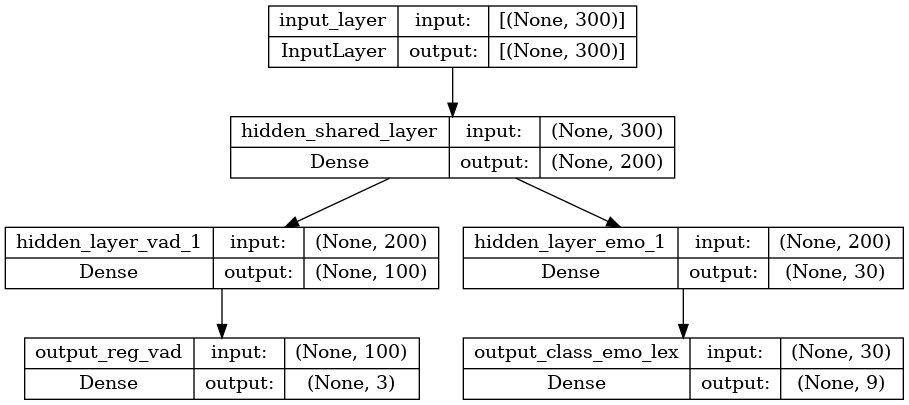 input_layer input: [(None, 300)]
InputLayer output: [(None, 300)]
hidden_shared_layer input: (None, 300)
Dense output: (None, 200)
hidden_layer_vad_1 input: (None, 200)
Dense output: (None, 100)
hidden_layer_emo_1 input: (None, 200)
Dense output: (None, 30)
output_reg_vad input: (None, 100)
Dense output: (None, 3)
output_class_emo_lex input: (None, 30)
Dense output: (None, 9)